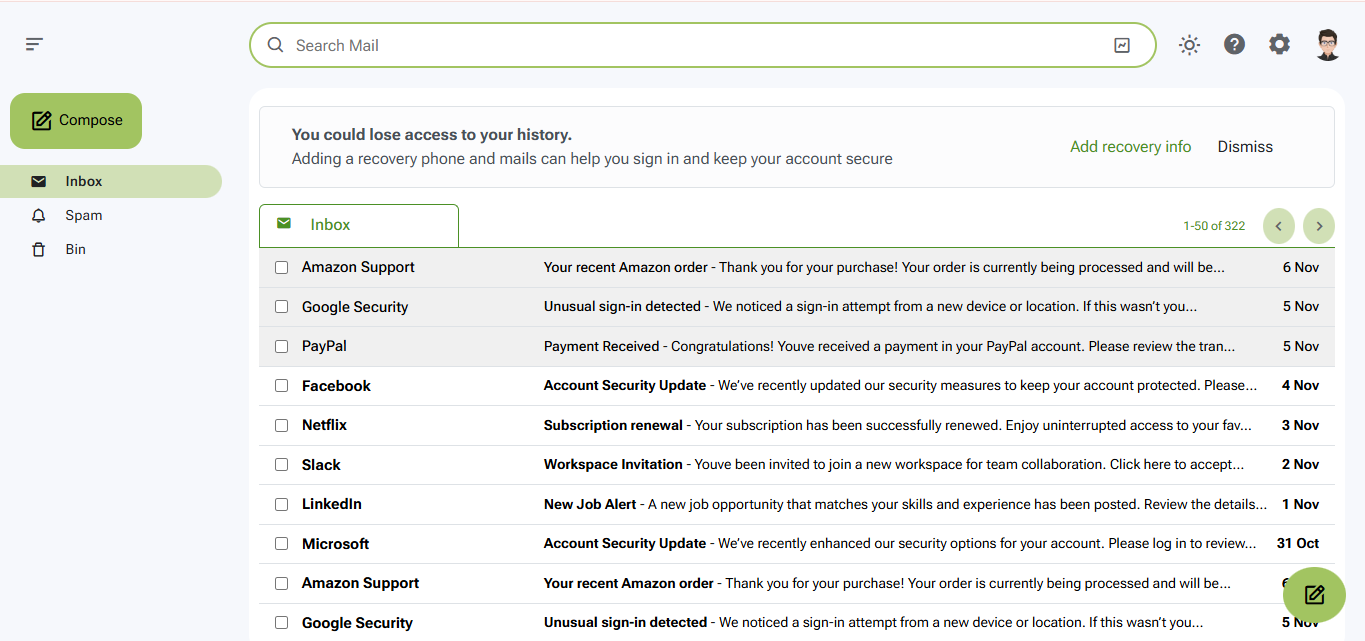 Search Mail
Compose
Inbox
Spam
Bin
You could lose access to your history.
Adding a recovery phone and mails can help you sign in and keep your account secure
Add recovery info Dismiss
Inbox 1-50 of 322
Amazon Support Your recent Amazon order - Thank you for your purchase! Your order is currently being processed and will be... 6 Nov
Google Security Unusual sign-in detected - We noticed a sign-in attempt from a new device or location. If this wasn't you... 5 Nov
PayPal Payment Received - Congratulations! Youve received a payment in your PayPal account. Please review the tran... 5 Nov
Facebook Account Security Update - We've recently updated our security measures to keep your account protected. Please... 4 Nov
Netflix Subscription renewal - Your subscription has been successfully renewed. Enjoy uninterrupted access to your fav... 3 Nov
Slack Workspace Invitation - Youve been invited to join a new workspace for team collaboration. Click here to accept... 2 Nov
LinkedIn New Job Alert - A new job opportunity that matches your skills and experience has been posted. Review the details... 1 Nov
Microsoft Account Security Update - We've recently enhanced our security options for your account. Please log in to review... 31 Oct
Amazon Support Your recent Amazon order - Thank you for your purchase! Your order is currently being processed and will be...
Google Security Unusual sign-in detected - We noticed a sign-in attempt from a new device or location. If this wasn't you... 5 Nov